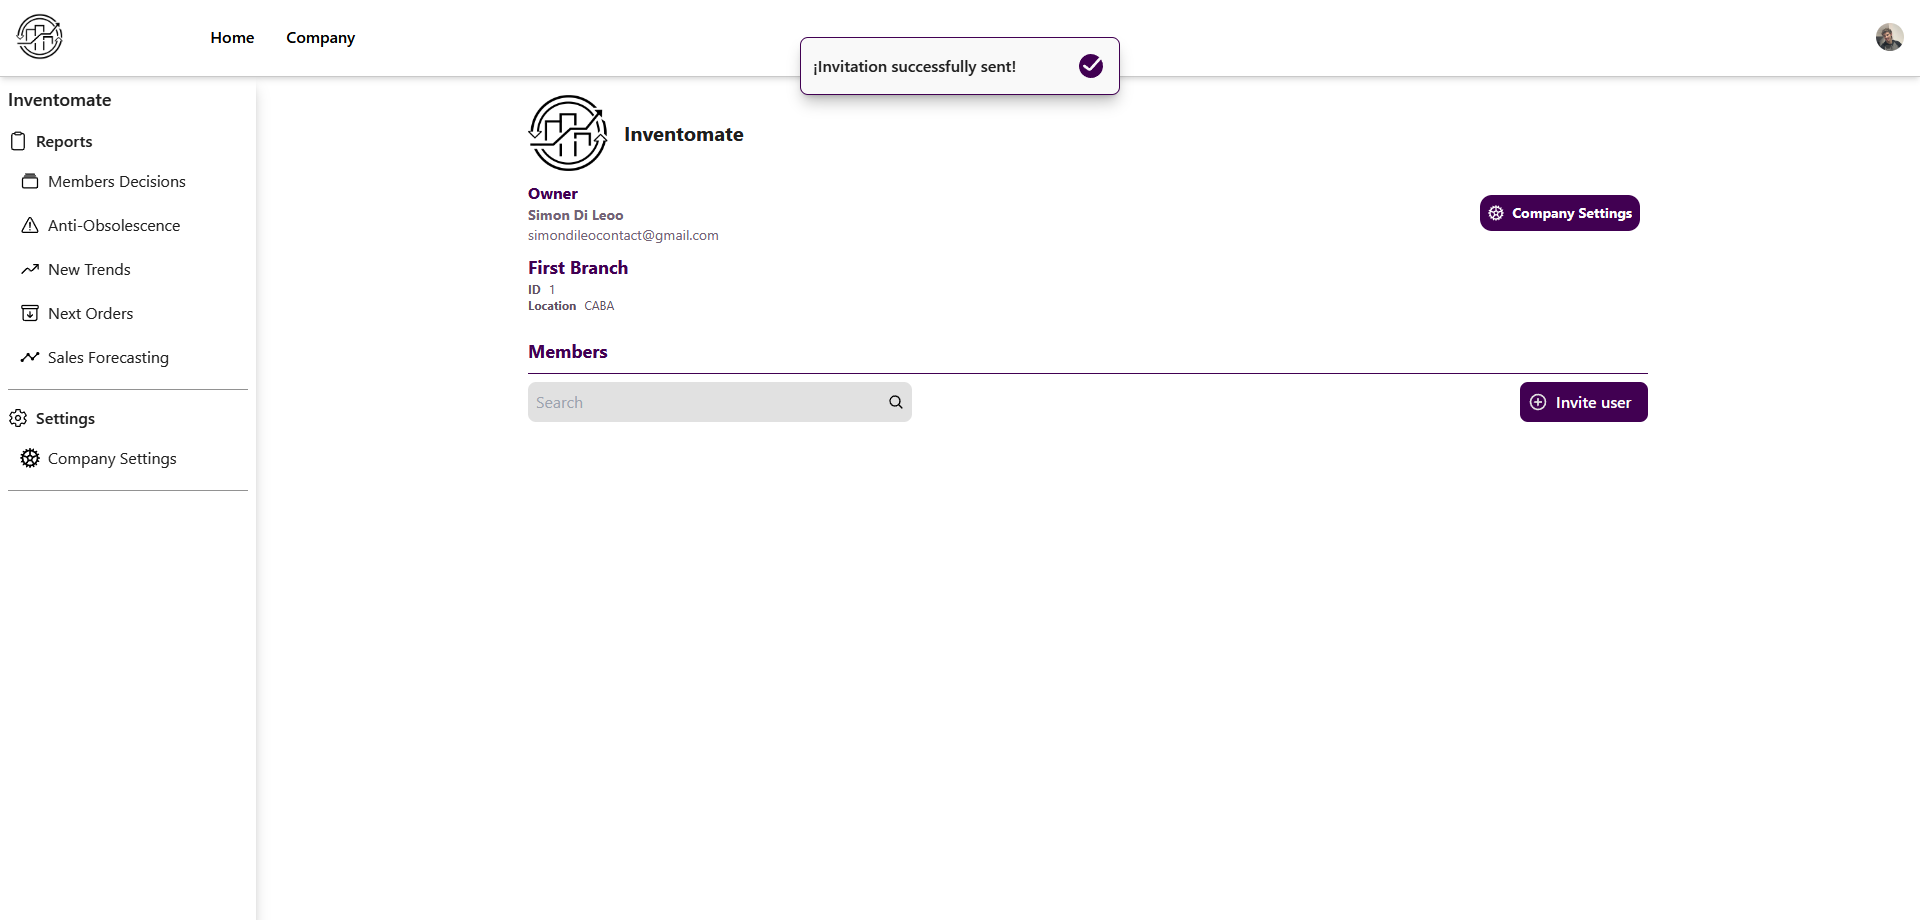 Home
Company
¡Invitation successfully sent!
Inventomate
Reports
Members Decisions
Anti-Obsolescence
New Trends
Next Orders
Sales Forecasting
Settings
Company Settings
Inventomate
Owner
Simon Di Leoo
simondileocontact@gmail.com
Company Settings
First Branch
ID 1
Location CABA
Members
Search
Invite user